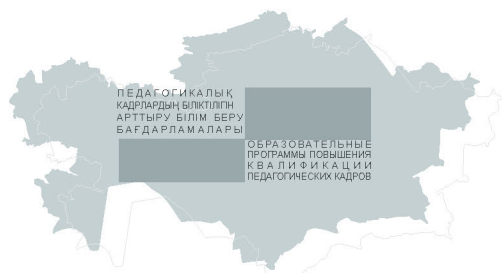 ПЕДАГОГИКАЛЫҚ
КАДРЛАРДЫҢ БІЛІКТІЛІГІН
АРТТЫРУ БІЛІМ БЕРУ
БАҒДАРЛАМАЛАРЫ
ОБРАЗОВАТЕЛЬНЫЕ
ПРОГРАММЫ ПОВЫШЕНИЯ
КВАЛИФИКАЦИИ
ПЕДАГОГИЧЕСКИХ КАДРОВ